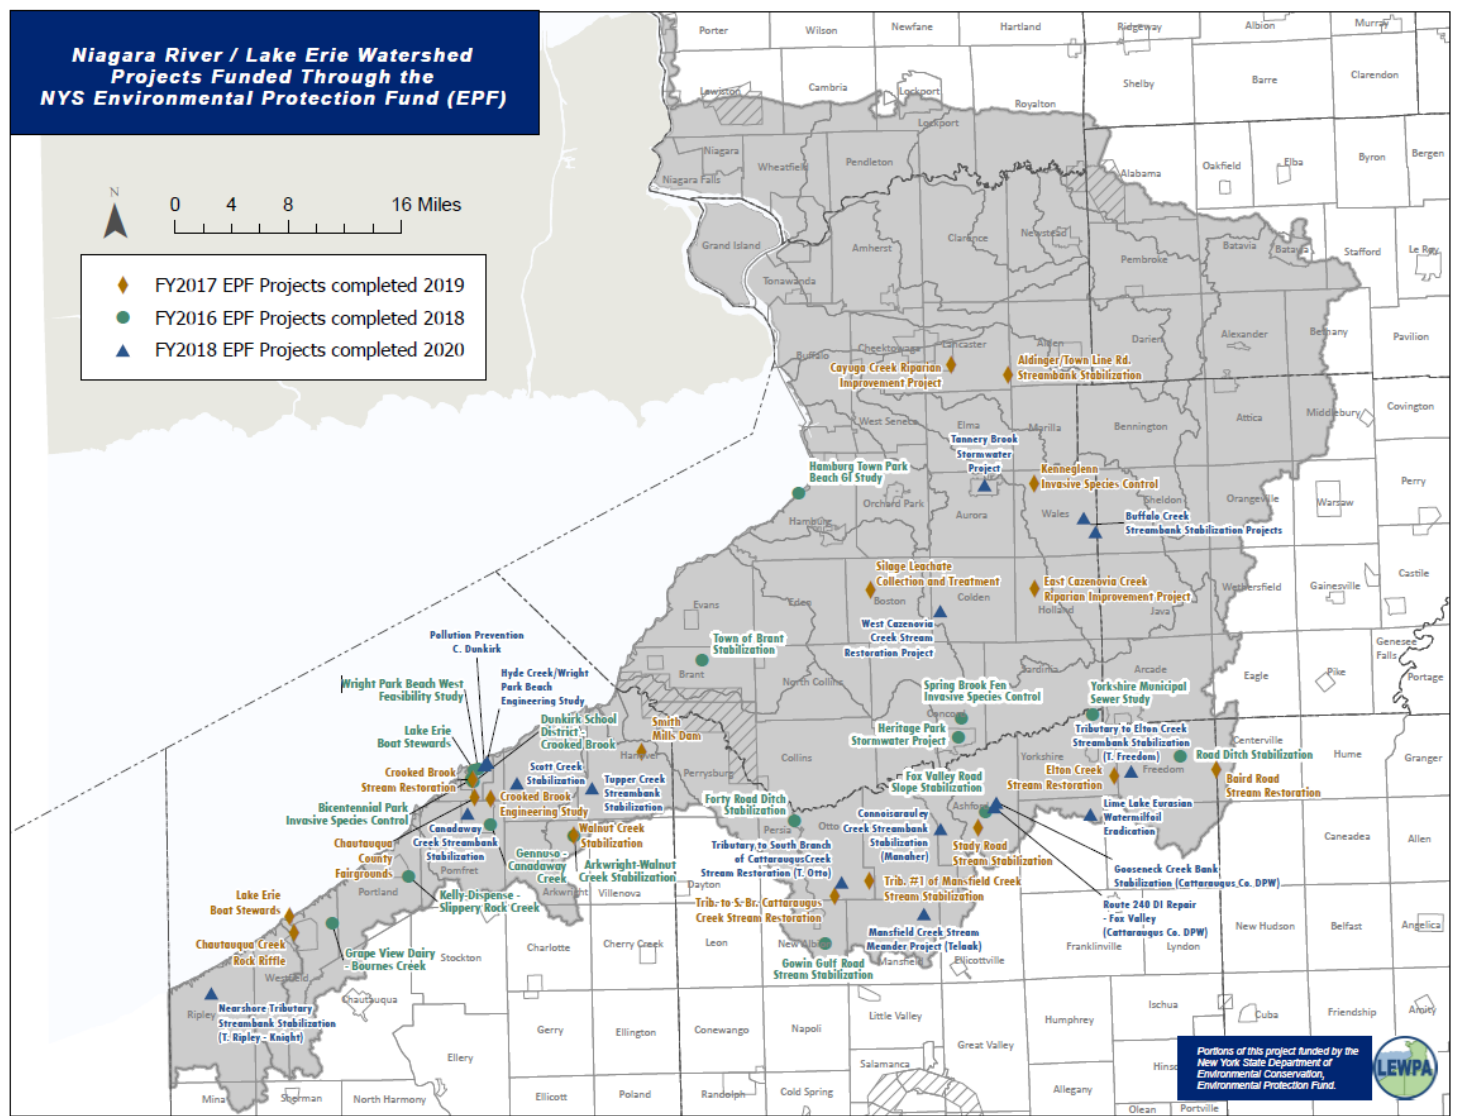 Niagara River / Lake Erie Watershed
Projects Funded Through the
NYS Environmental Protection Fund (EPF)
N
0 4 8 16 Miles
FY2017 EPF Projects completed 2019
FY2016 EPF Projects completed 2018
FY2018 EPF Projects completed 2020
Porter
Wilson
Newfane
Hartland
Ridgeway
Albion
Murray
Lewiston
Cambria
Lockport
Royalton
Shelby
Barre
Clarendon
Lockport
Niagara
Wheatfield
Pendleton
Niagara Falls
Alabama
Oakfield
Elba
Byron
Bergen
Grand Island
Amherst
Clarence
Newstead
Pembroke
Batavia
Batavia
Stafford
Le Roy
Tonawanda
Buffalo
Cheektowaga
Lancaster
Alden
Darien
Alexander
Bethany
Pavilion
Cayuga Creek Riparian
Improvement Project
Aldinger/Town Line Rd.
Streambank Stabilization
West Seneca
Elma
Marilla
Bennington
Attica
Middlebury
Covington
Tannery Brook
Stormwater
Project
Hamburg Town Park
Beach GI Study
Kenneglenn
Invasive Species Control
Orchard Park
Aurora
Wales
Sheldon
Orangeville
Warsaw
Perry
Hamburg
Buffalo Creek
Streambank Stabilization Projects
Silage Leachate
Collection and Treatment
East Cazenovia Creek
Riparian Improvement Project
Evans
Eden
Boston
Colden
Holland
Java
Wethersfield
Gainesville
Castile
West Cazenovia
Creek Stream
Restoration Project
Pollution Prevention
C. Dunkirk
Town of Brant
Stabilization
Brant
North Collins
Sardinia
Arcade
Eagle
Pike
Genesee
Falls
Portage
Wright Park Beach West
Feasibility Study
Hyde Creek/Wright
Park Beach
Engineering Study
Spring Brook Fen
Invasive Species Control
Concord
Yorkshire Municipal
Sewer Study
Lake Erie
Boat Stewards
Dunkirk School
District -
Crooked Brook
Smith
Mills Dam
Heritage Park
Stormwater Project
Tributary to Elton Creek
Streambank Stabilization
(T. Freedom)
Hanover
Perrysburg
Collins
Yorkshire
Freedom
Centerville
Hume
Granger
Road Ditch Stabilization
Crooked Brook
Stream Restoration
Scott Creek
Stabilization
Tupper Creek
Streambank
Stabilization
Fox Valley Road
Slope Stabilization
Elton Creek
Stream Restoration
Baird Road
Stream Restoration
Crooked Brook
Engineering Study
Bicentennial Park
Invasive Species Control
Forty Road Ditch
Stabilization
Persia
Otto
Ashford
Connoisarauley
Creek Streambank
Stabilization
(Manaher)
Lime Lake Eurasian
Watermilfoil
Eradication
Canadaway
Creek Streambank
Stabilization
Walnut Creek
Stabilization
Chautauqua
County
Fairgrounds
Pomfret
Gennuso -
Canadaway
Creek
Arkwright-Walnut
Creek Stabilization
Tributary to South Branch
of CattaraugusCreek
Stream Restoration (T. Otto)
Stady Road
Stream Stabilization
Gooseneck Creek Bank
Stabilization (Cattaraugus Co. DPW)
Caneadea
Allen
Portland
Arkwright
Villenova
Dayton
Trib. #1 of Mansfield Creek
Stream Stabilization
Lake Erie
Boat Stewards
Kelly-Dispense -
Slippery Rock Creek
Trib. to S. Br. Cattaraugus
Creek Stream Restoration
Route 240 DI Repair
- Fox Valley
(Cattaraugus Co. DPW)
Mansfield Creek Stream
Meander Project (Telaak)
New Hudson
Belfast
Angelica
Chautauqua Creek
Rock Riffle
Grape View Dairy
- Bournes Creek
Stockton
Charlotte
Cherry Creek
Leon
New Albion
Gowin Gulf Road
Stream Stabilization
Mansfield
Ellicottville
Franklinville
Lyndon
Westfield
Chautauqua
Ripley
Nearshore Tributary
Streambank Stabilization
(T. Ripley - Knight)
Gerry
Ellington
Conewango
Napoli
Little Valley
Humphrey
Ischua
Cuba
Friendship
Amity
Ellery
Great Valley
Salamanca
Mina
Sherman
North Harmony
Ellicott
Poland
Randolph
Cold Spring
Allegany
Hins
Olean
Portville
Portions of this project funded by the
New York State Department of
Environmental Conservation,
Environmental Protection Fund.
LEWPA